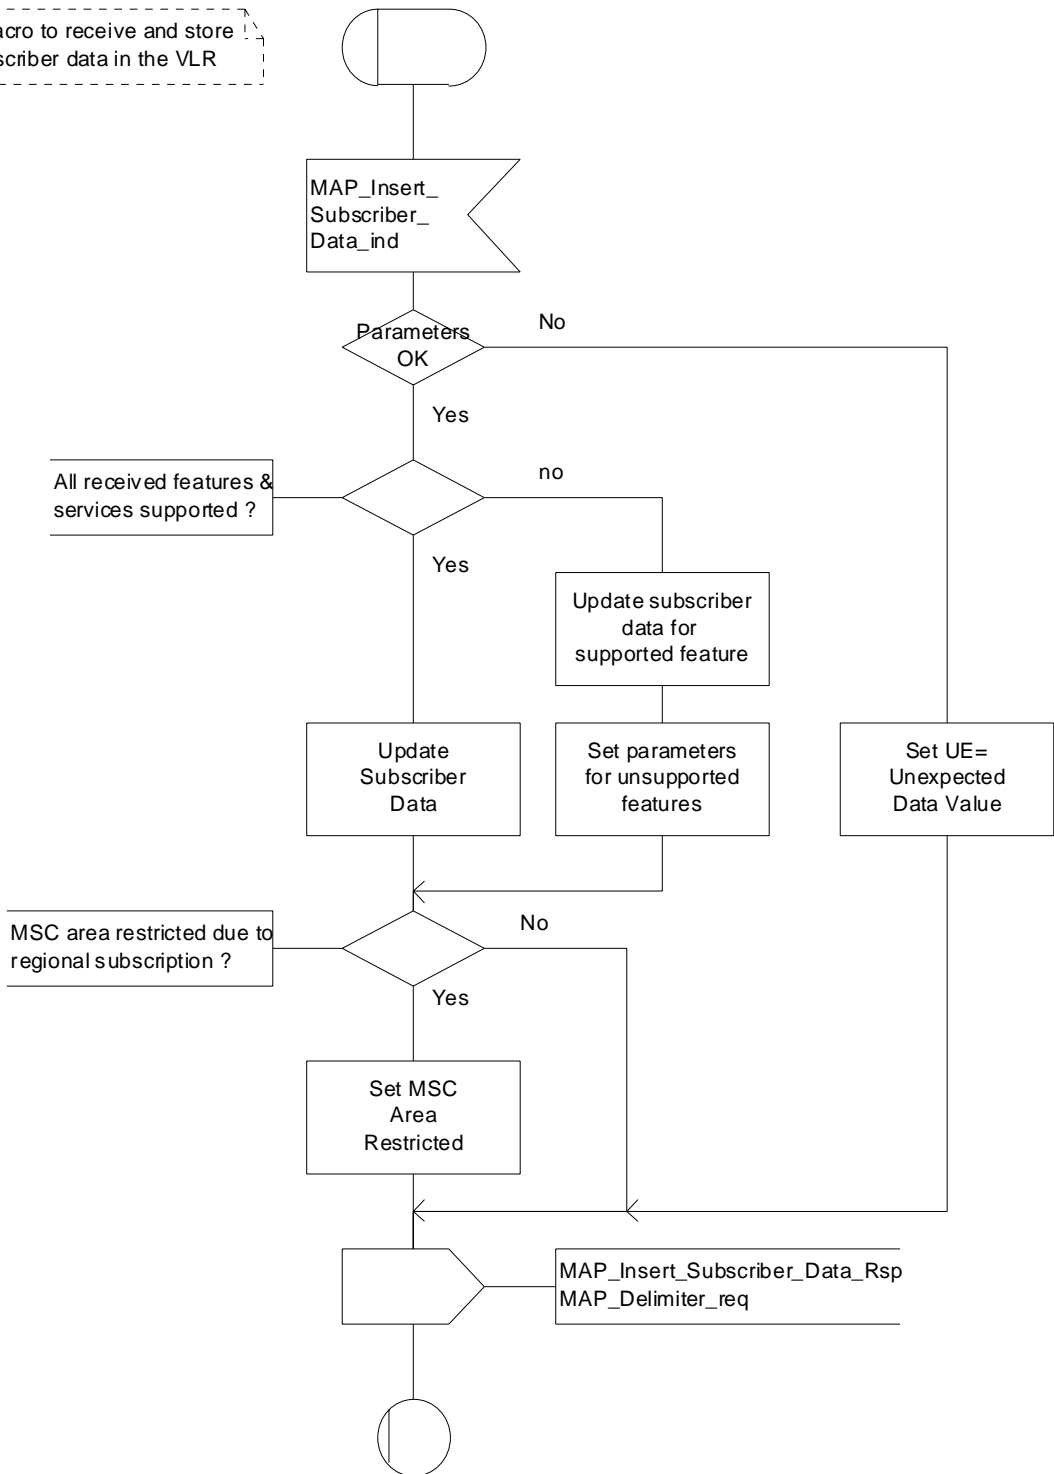 acro to receive and store
scriber data in the VLR
MAP_Insert_
Subscriber_
Data_ind
Parameters
OK
No
Yes
All received features &
services supported ?
no
Yes
Update subscriber
data for
supported feature
Update
Subscriber
Data
Set parameters
for unsupported
features
Set UE=
Unexpected
Data Value
MSC area restricted due to
regional subscription ?
No
Yes
Set MSC
Area
Restricted
MAP_Insert_Subscriber_Data_Rsp
MAP_Delimiter_req